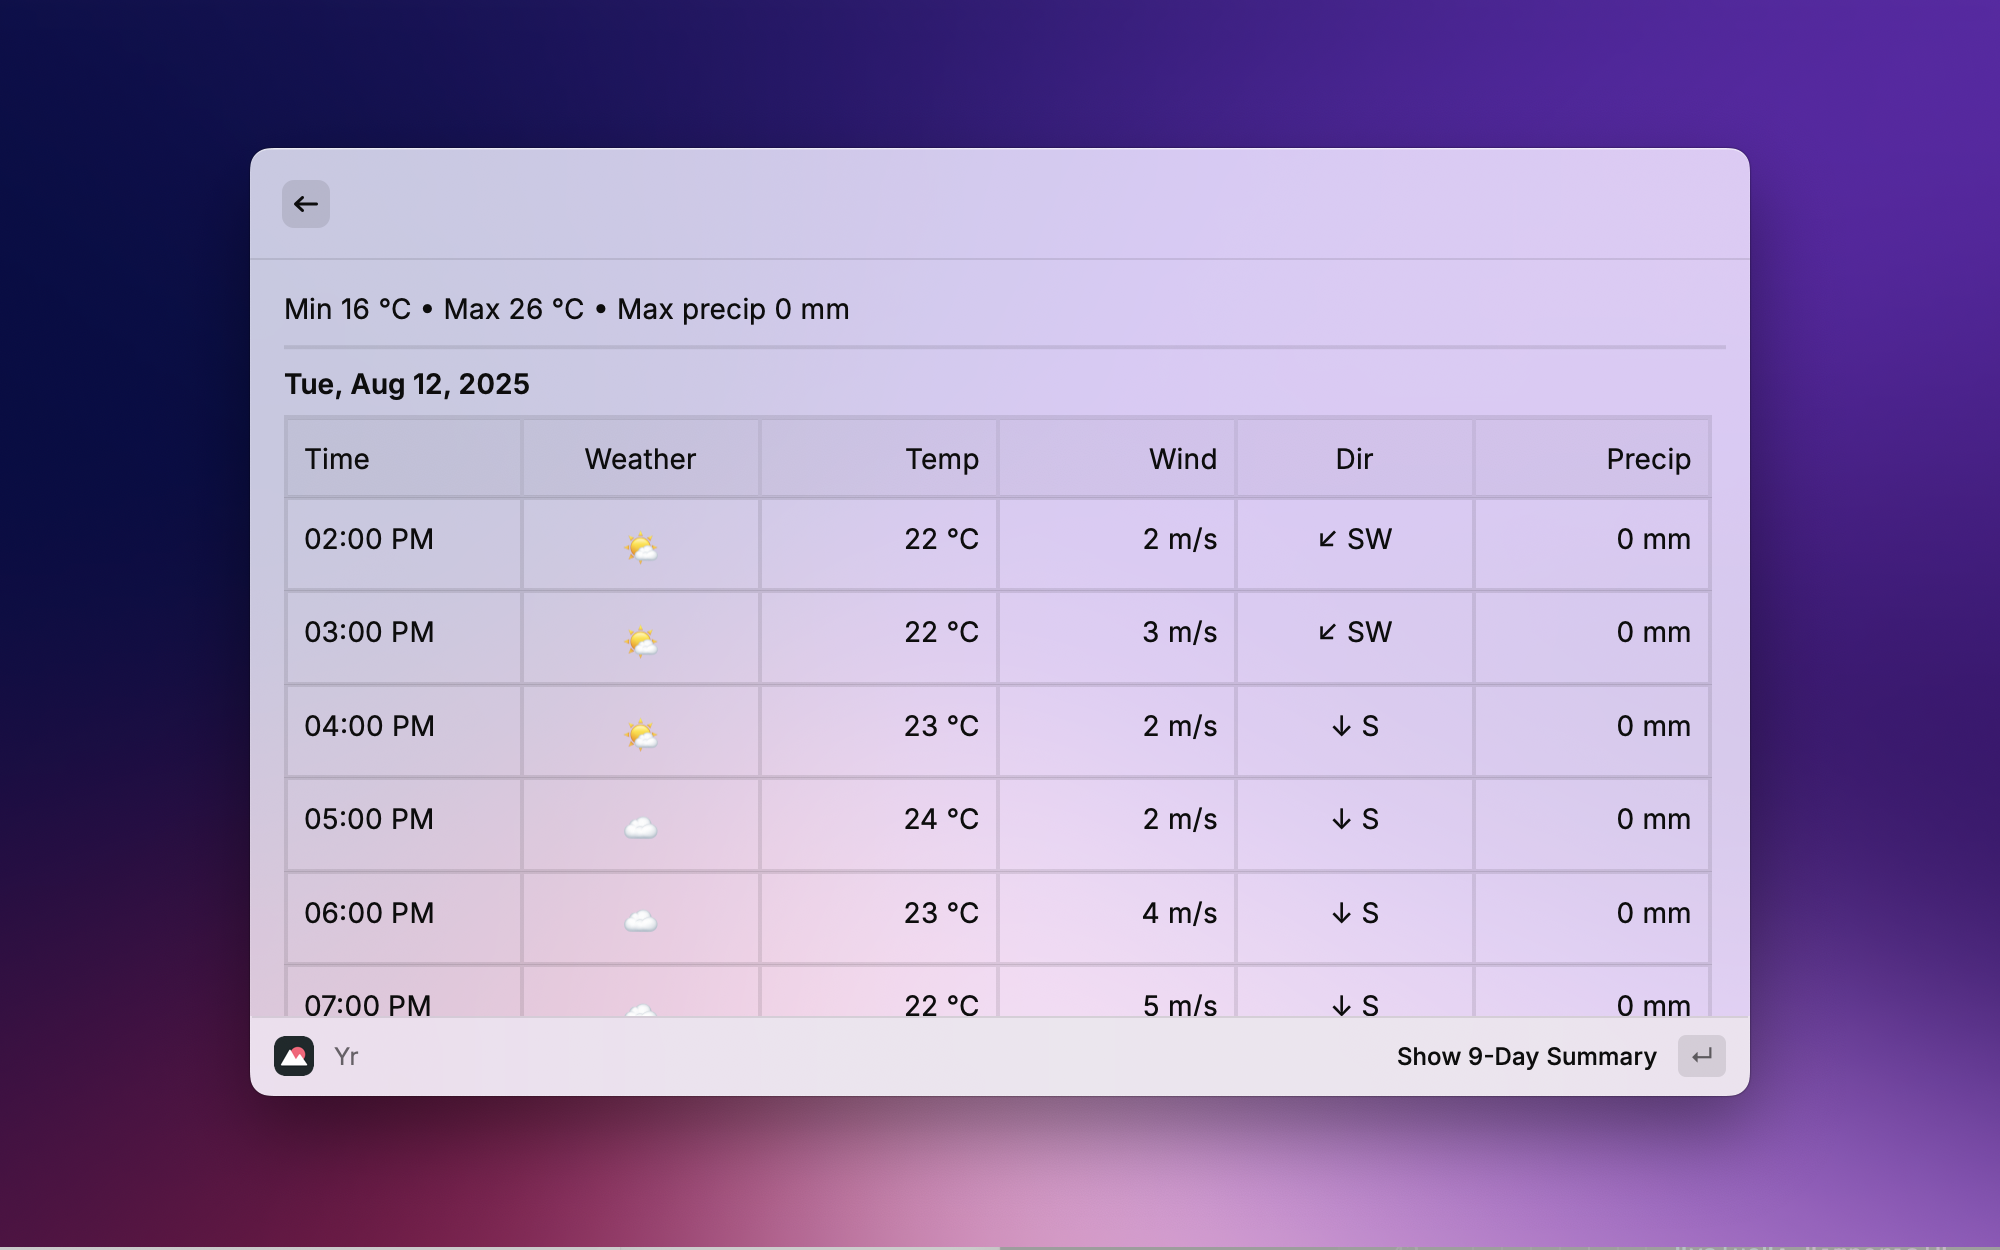 Min 16 °C • Max 26 °C • Max precip 0 mm
Tue, Aug 12, 2025
Time Weather Temp Wind Dir Precip
02:00 PM 22 °C 2 m/s ↙ SW 0 mm
03:00 PM 22 °C 3 m/s ↙ SW 0 mm
04:00 PM 23 °C 2 m/s ↓ S 0 mm
05:00 PM 24 °C 2 m/s ↓ S 0 mm
06:00 PM 23 °C 4 m/s ↓ S 0 mm
07:00 PM 22 °C 5 m/s ↓ S 0 mm
Yr Show 9-Day Summary